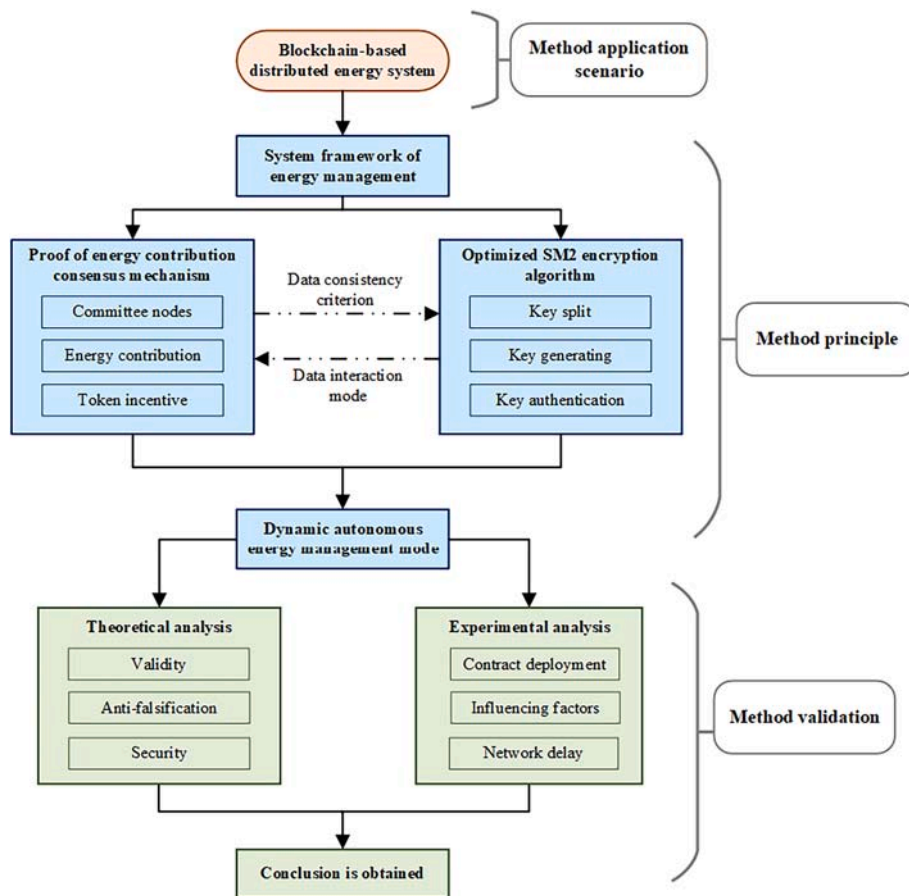 Blockchain-based
distributed energy system
Method application
scenario
System framework of
energy management
Proof of energy contribution
consensus mechanism
Committee nodes
Energy contribution
Token incentive
Data consistency
criterion
Data interaction
mode
Optimized SM2 encryption
algorithm
Key split
Key generating
Key authentication
Method principle
Dynamic autonomous
energy management mode
Theoretical analysis
Validity
Anti-falsification
Security
Experimental analysis
Contract deployment
Influencing factors
Network delay
Method validation
Conclusion is obtained